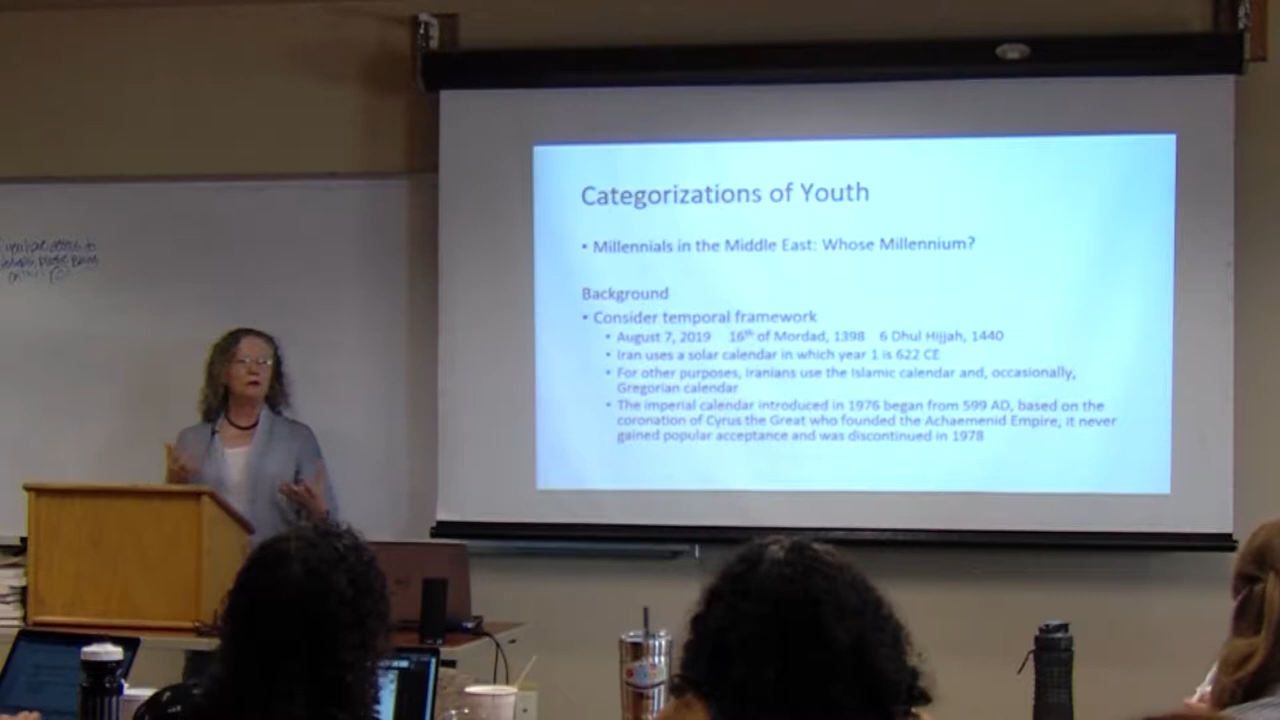 Categorizations of Youth
• Millennials in the Middle East: Whose Millennium?
Background
• Consider temporal framework
• August 7, 2019 16th of Mordad, 1398 6 Dhul Hijjah, 1440
• Iran uses a solar calendar in which year 1 is 622 CE
• For other purposes, Iranians use the Islamic calendar and, occasionally,
Gregorian calendar
• The imperial calendar introduced in 1976 began from 599 AD, based on the
coronation of Cyrus the Great who founded the Achaemenid Empire, it never
gained popular acceptance and was discontinued in 1978
you have access to